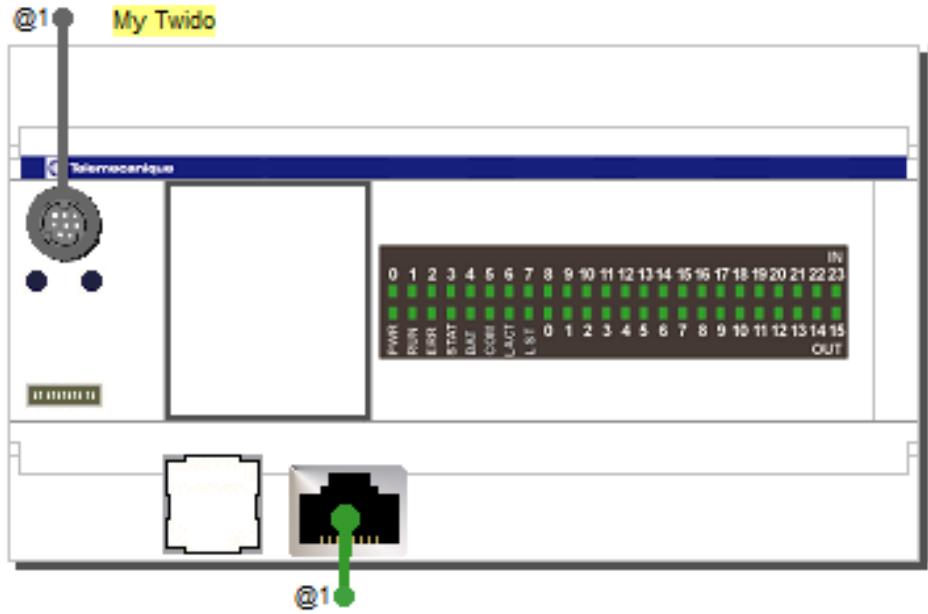 @1 My Twido
Telemecanique
IN
0 1 2 3 4 5 6 7 8 9 10 11 12 13 14 15 16 17 18 19 20 21 22 23
PWR RUN ERR STAT BAT COM L ACT L ST 0 1 2 3 4 5 6 7 8 9 10 11 12 13 14 15
OUT
@1